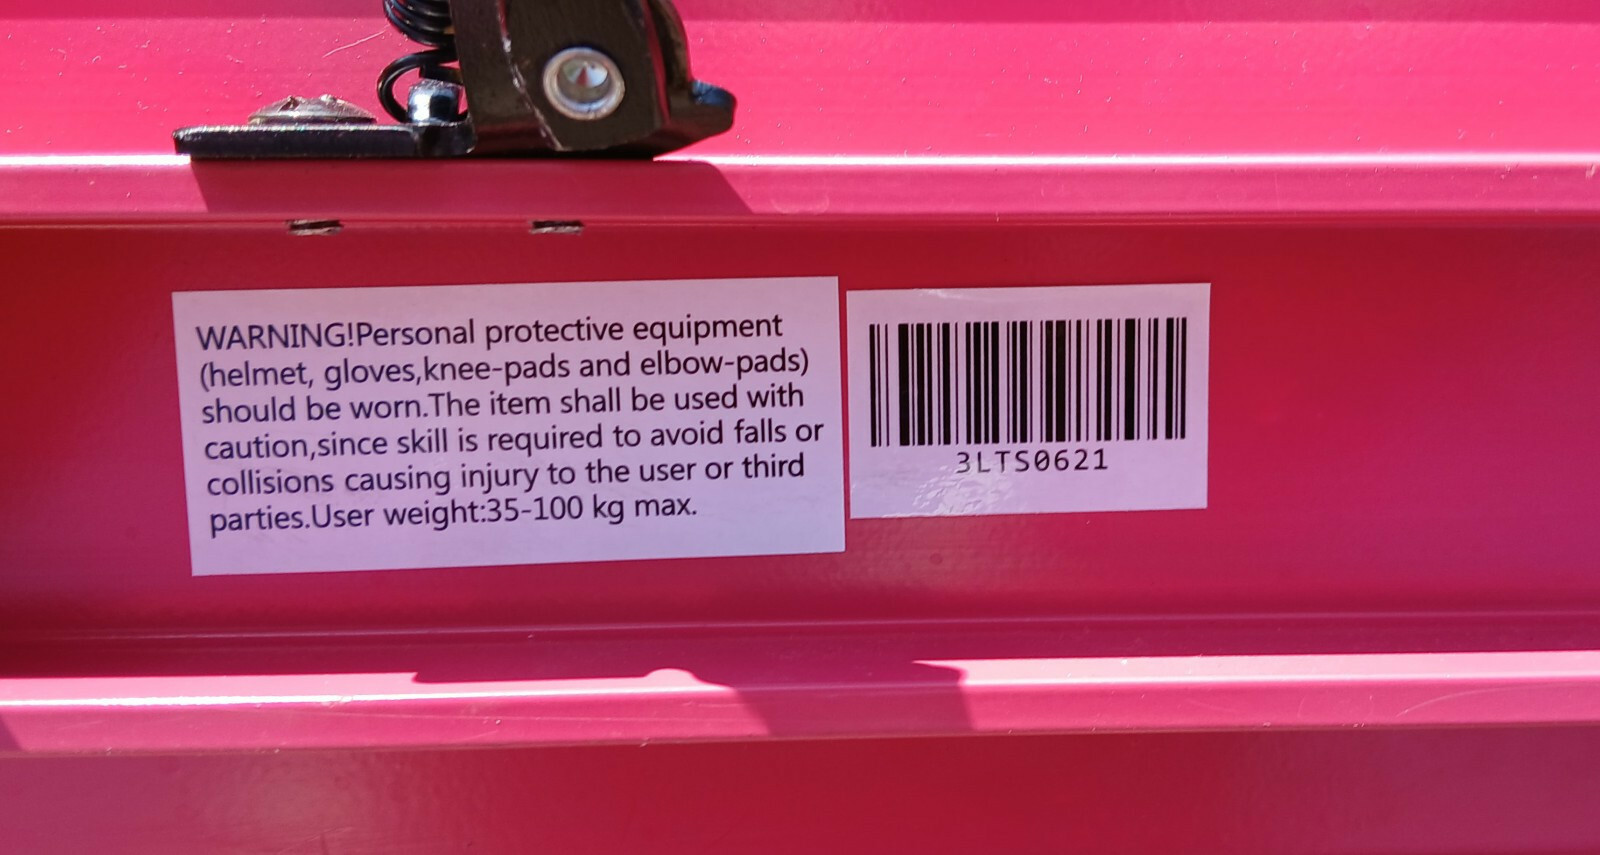 WARNING!Personal protective equipment
(helmet, gloves,knee-pads and elbow-pads)
should be worn.The item shall be used with
caution,since skill is required to avoid falls or
collisions causing injury to the user or third
parties.User weight:35-100 kg max.
3LTS0621